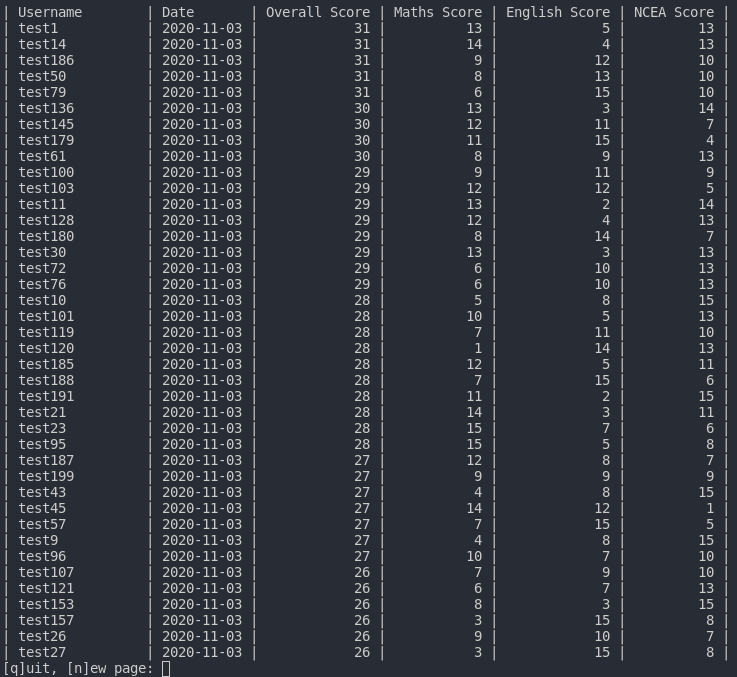 | Username        | Date       | Overall Score | Maths Score | English Score | NCEA Score |
| test1           | 2020-11-03 |            31 |          13 |             5 |         13 |
| test14          | 2020-11-03 |            31 |          14 |             4 |         13 |
| test186         | 2020-11-03 |            31 |           9 |            12 |         10 |
| test50          | 2020-11-03 |            31 |           8 |            13 |         10 |
| test79          | 2020-11-03 |            31 |           6 |            15 |         10 |
| test136         | 2020-11-03 |            30 |          13 |             3 |         14 |
| test145         | 2020-11-03 |            30 |          12 |            11 |          7 |
| test179         | 2020-11-03 |            30 |          11 |            15 |          4 |
| test61          | 2020-11-03 |            30 |           8 |             9 |         13 |
| test100         | 2020-11-03 |            29 |           9 |            11 |          9 |
| test103         | 2020-11-03 |            29 |          12 |            12 |          5 |
| test11          | 2020-11-03 |            29 |          13 |             2 |         14 |
| test128         | 2020-11-03 |            29 |          12 |             4 |         13 |
| test180         | 2020-11-03 |            29 |           8 |            14 |          7 |
| test30          | 2020-11-03 |            29 |          13 |             3 |         13 |
| test72          | 2020-11-03 |            29 |           6 |            10 |         13 |
| test76          | 2020-11-03 |            29 |           6 |            10 |         13 |
| test10          | 2020-11-03 |            28 |           5 |             8 |         15 |
| test101         | 2020-11-03 |            28 |          10 |             5 |         13 |
| test119         | 2020-11-03 |            28 |           7 |            11 |         10 |
| test120         | 2020-11-03 |            28 |           1 |            14 |         13 |
| test185         | 2020-11-03 |            28 |          12 |             5 |         11 |
| test188         | 2020-11-03 |            28 |           7 |            15 |          6 |
| test191         | 2020-11-03 |            28 |          11 |             2 |         15 |
| test21          | 2020-11-03 |            28 |          14 |             3 |         11 |
| test23          | 2020-11-03 |            28 |          15 |             7 |          6 |
| test95          | 2020-11-03 |            28 |          15 |             5 |          8 |
| test187         | 2020-11-03 |            27 |          12 |             8 |          7 |
| test199         | 2020-11-03 |            27 |           9 |             9 |          9 |
| test43          | 2020-11-03 |            27 |           4 |             8 |         15 |
| test45          | 2020-11-03 |            27 |          14 |            12 |          1 |
| test57          | 2020-11-03 |            27 |           7 |            15 |          5 |
| test9           | 2020-11-03 |            27 |           4 |             8 |         15 |
| test96          | 2020-11-03 |            27 |          10 |             7 |         10 |
| test107         | 2020-11-03 |            26 |           7 |             9 |         10 |
| test121         | 2020-11-03 |            26 |           6 |             7 |         13 |
| test153         | 2020-11-03 |            26 |           8 |             3 |         15 |
| test157         | 2020-11-03 |            26 |           3 |            15 |          8 |
| test26          | 2020-11-03 |            26 |           9 |            10 |          7 |
| test27          | 2020-11-03 |            26 |           3 |            15 |          8 |
[q]uit, [n]ew page: